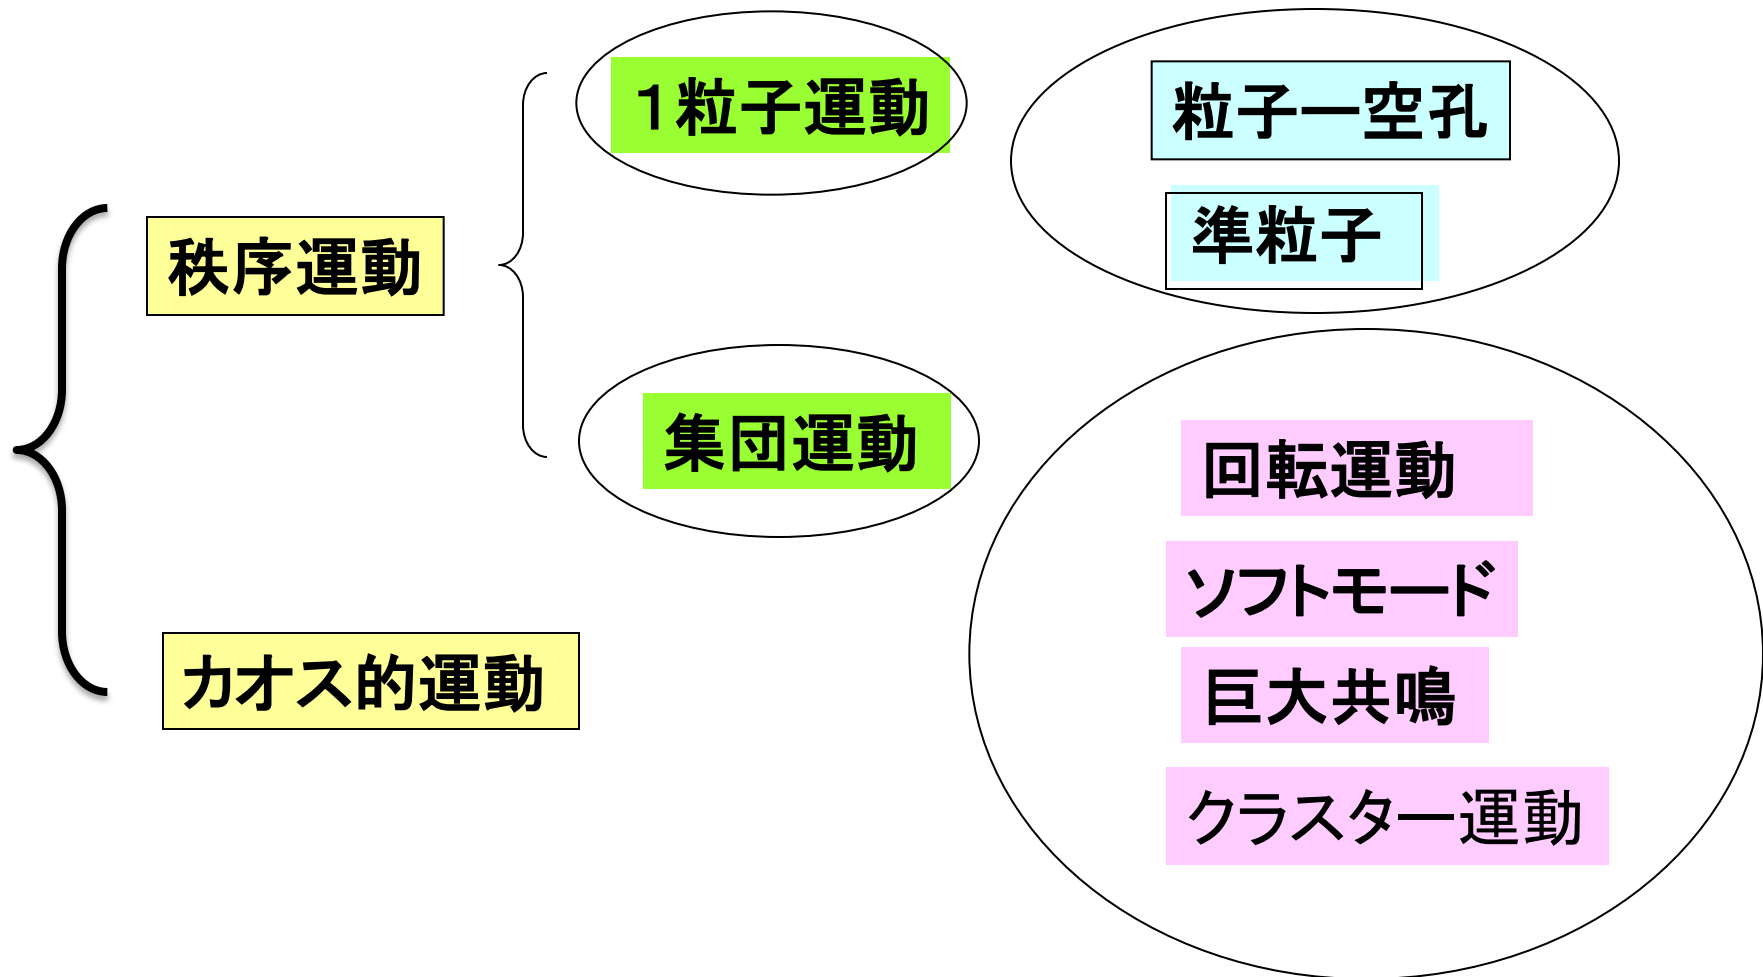 秩序運動
カオス的運動
１粒子運動
集団運動
粒子ー空孔
準粒子
回転運動
ソフトモード
巨大共鳴
クラスター運動